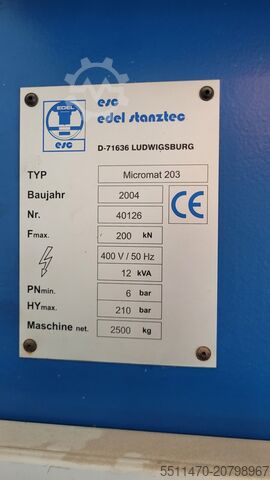 EDEL
esc
esc
edel stanztec
D-71636 LUDWIGSBURG
TYP Micromat 203
Baujahr 2004
Nr. 40126
Fmax. 200 kN
400 V / 50 Hz
12 kVA
PNmin. 6 bar
HYmax. 210 bar
Maschine net. 2500 kg
CE
5511470-20798967